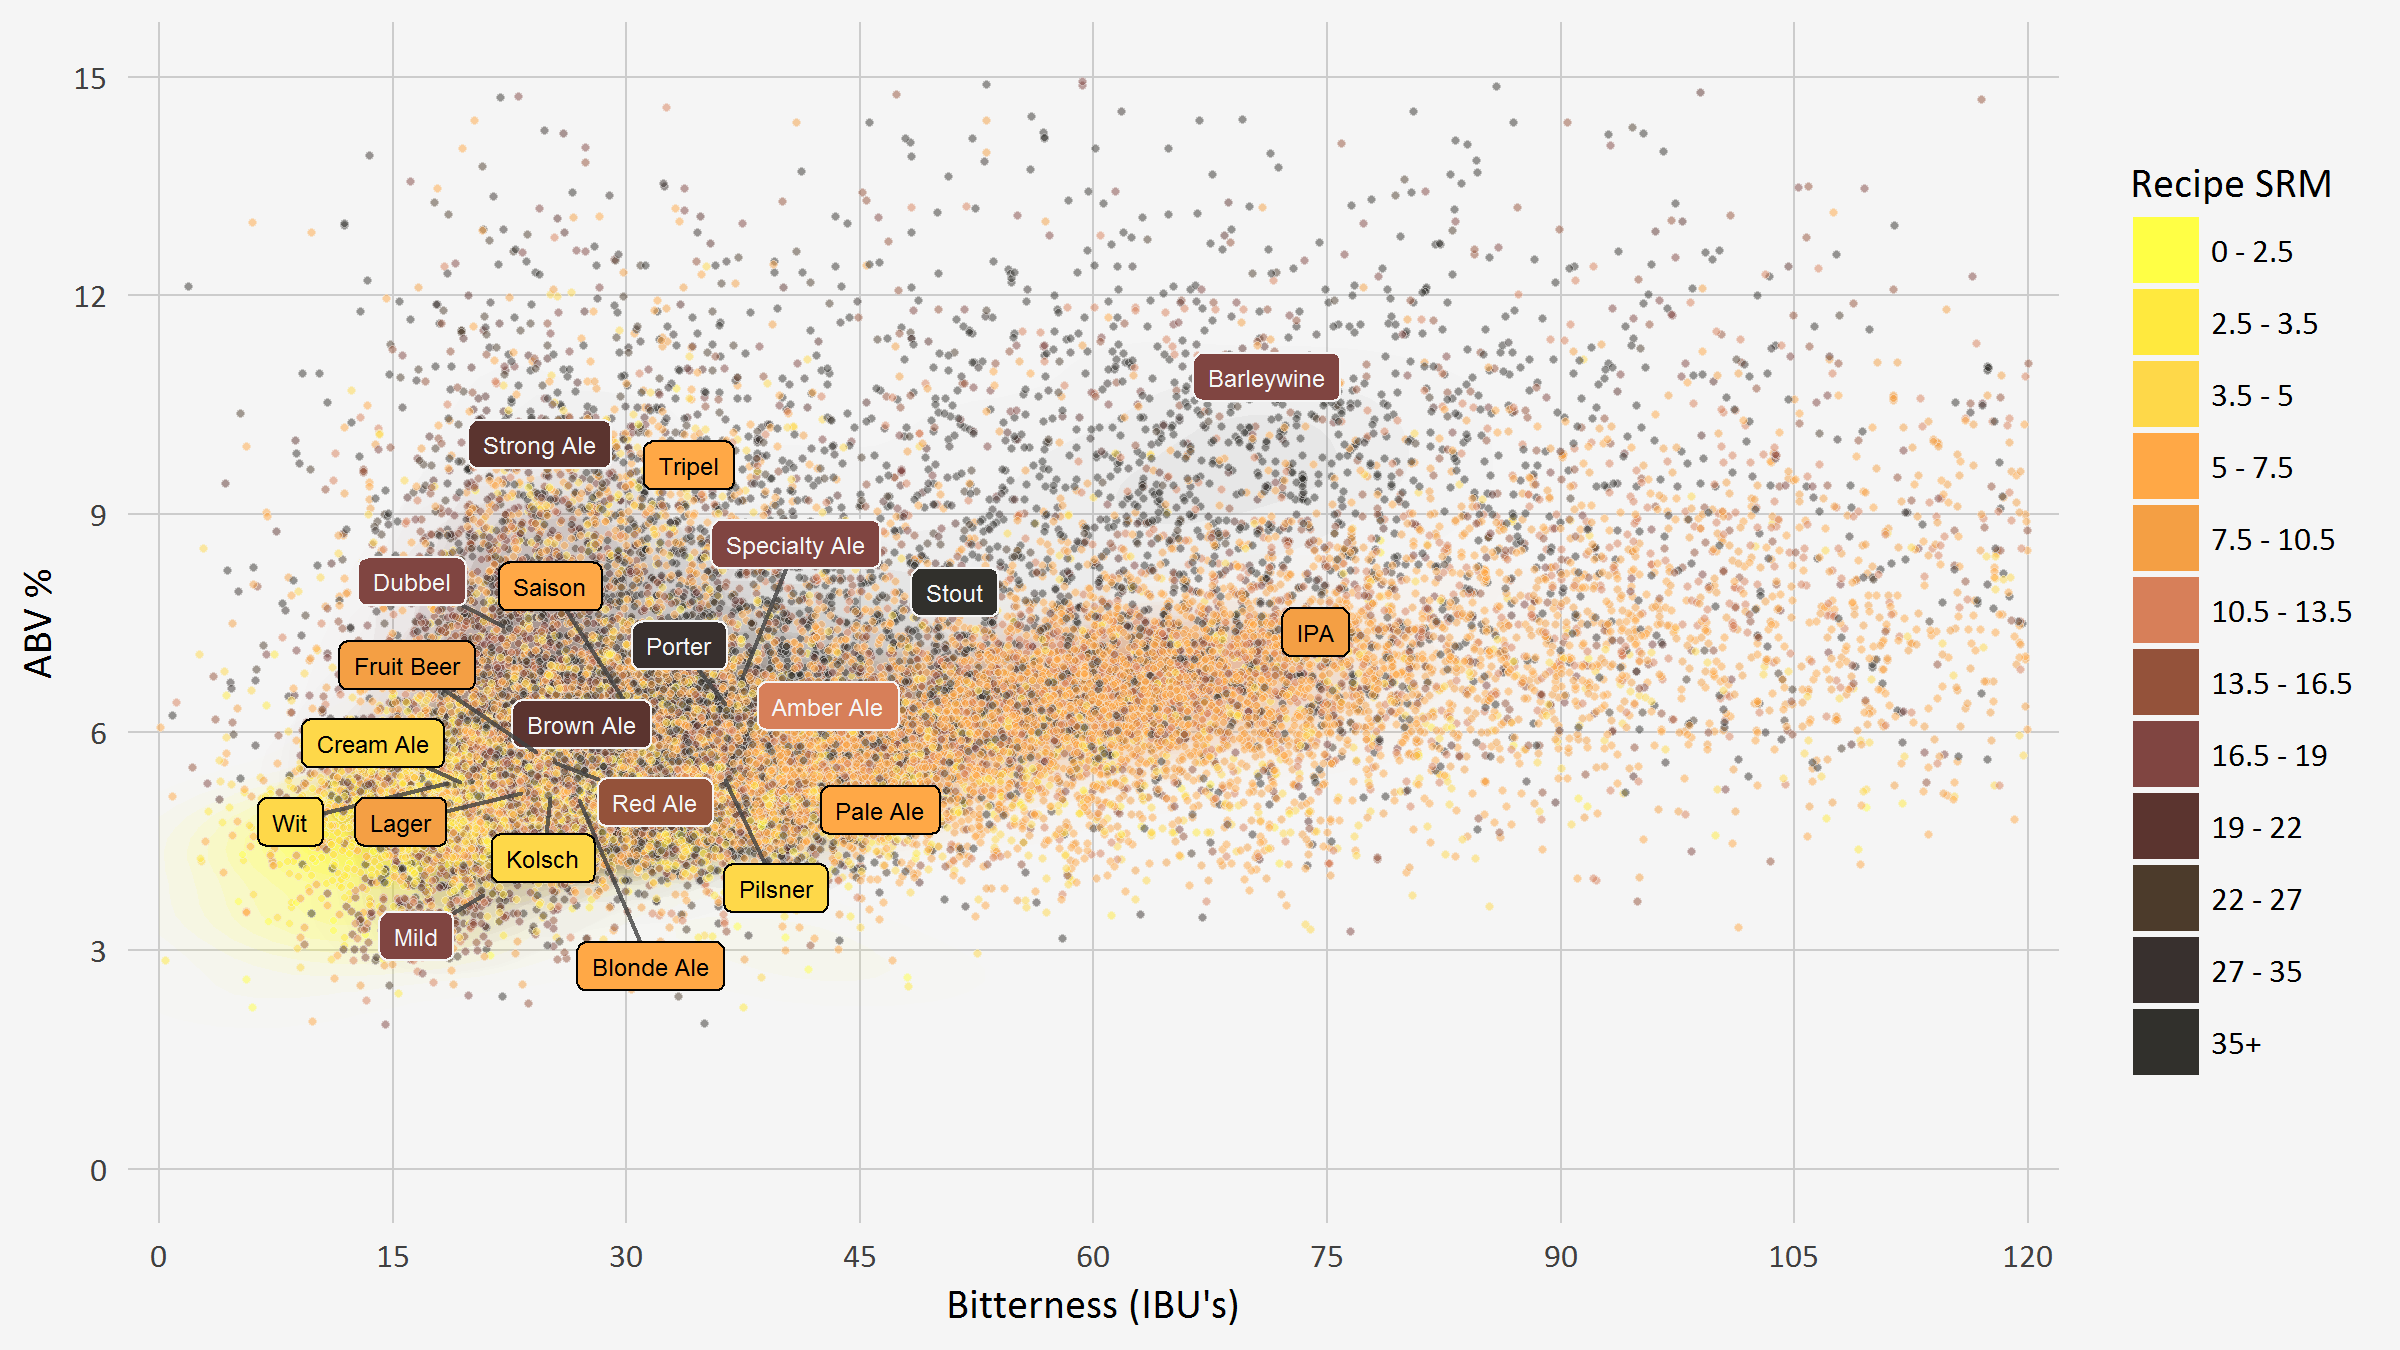 15
12
9
6
3
0
ABV %
Barleywine
Strong Ale
Tripel
Specialty Ale
Dubbel
Saison
Stout
IPA
Porter
Fruit Beer
Amber Ale
Brown Ale
Cream Ale
Red Ale
Pale Ale
Wit
Lager
Kolsch
Pilsner
Mild
Blonde Ale
0
15
30
45
60
75
90
105
120
Bitterness (IBU's)
Recipe SRM
0 - 2.5
2.5 - 3.5
3.5 - 5
5 - 7.5
7.5 - 10.5
10.5 - 13.5
13.5 - 16.5
16.5 - 19
19 - 22
22 - 27
27 - 35
35+